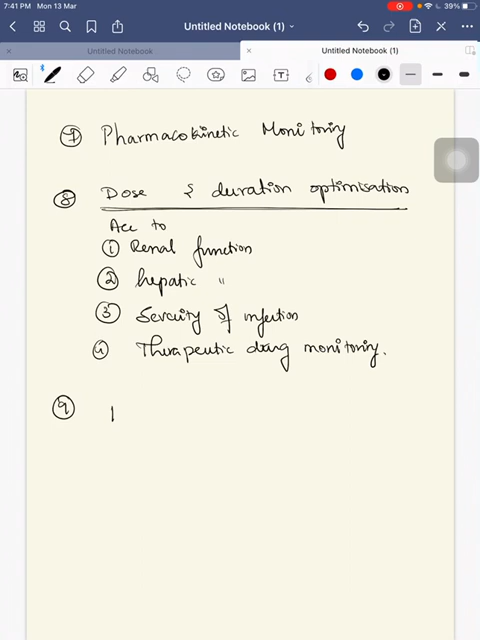 7:41 PM Mon 13 Mar
39%
Untitled Notebook (1)
Untitled Notebook
Untitled Notebook (1)
⑦ Pharmacokinetic Monitoring
⑧ Dose & duration optimisation
Acc to
① Renal function
② hepatic "
③ Severity of infection
④ Therapeutic drug monitoring.
⑨